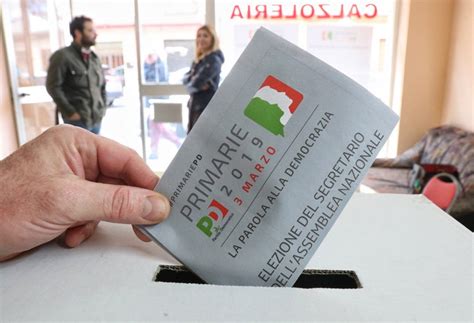 CALZOLERIA
#PRIMARIEPD
PRIMARIE
PD 2019
3 MARZO
LA PAROLA ALLA DEMOCRAZIA
ELEZIONE DEL SEGRETARIO
DELL'ASSEMBLEA NAZIONALE